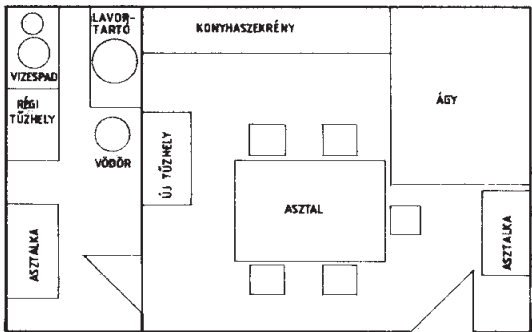 LAVOR-
TARTÓ
KONYHASZEKRÉNY
VIZESPAD
RÉGI
TŰZHELY
ÁGY
VÖDÖR
ÚJ TŰZHELY
ASZTAL
ASZTALKA
ASZTALKA